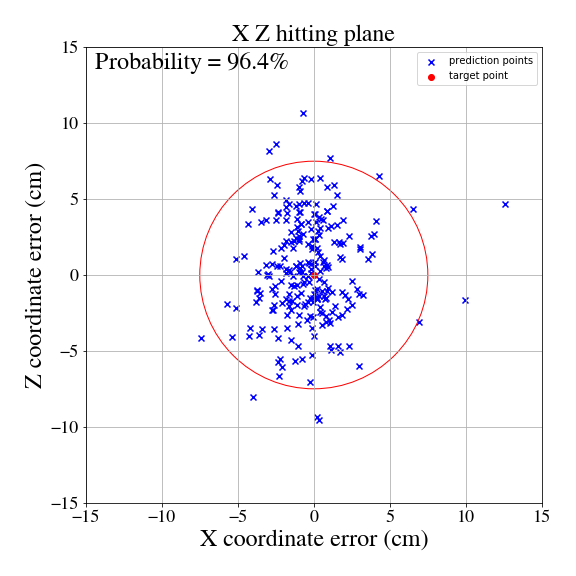 X Z hitting plane
Probability = 96.4%
prediction points
target point
15
10
5
0
−5
−10
−15
−15
−10
−5
0
5
10
15
Z coordinate error (cm)
X coordinate error (cm)